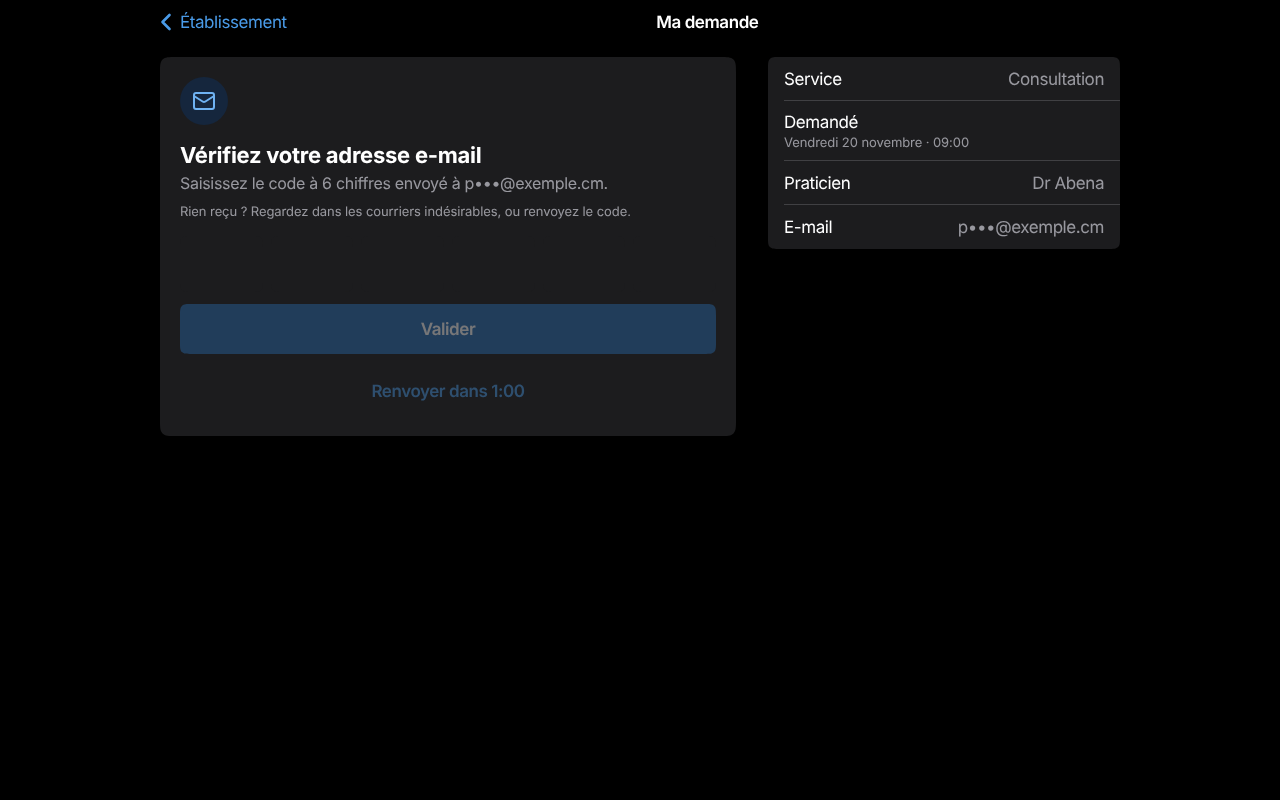 Établissement
Ma demande
Vérifiez votre adresse e-mail
Saisissez le code à 6 chiffres envoyé à p•••@exemple.cm.
Rien reçu ? Regardez dans les courriers indésirables, ou renvoyez le code.
Valider
Renvoyer dans 1:00
Service Consultation
Demandé
Vendredi 20 novembre · 09:00
Praticien Dr Abena
E-mail p•••@exemple.cm